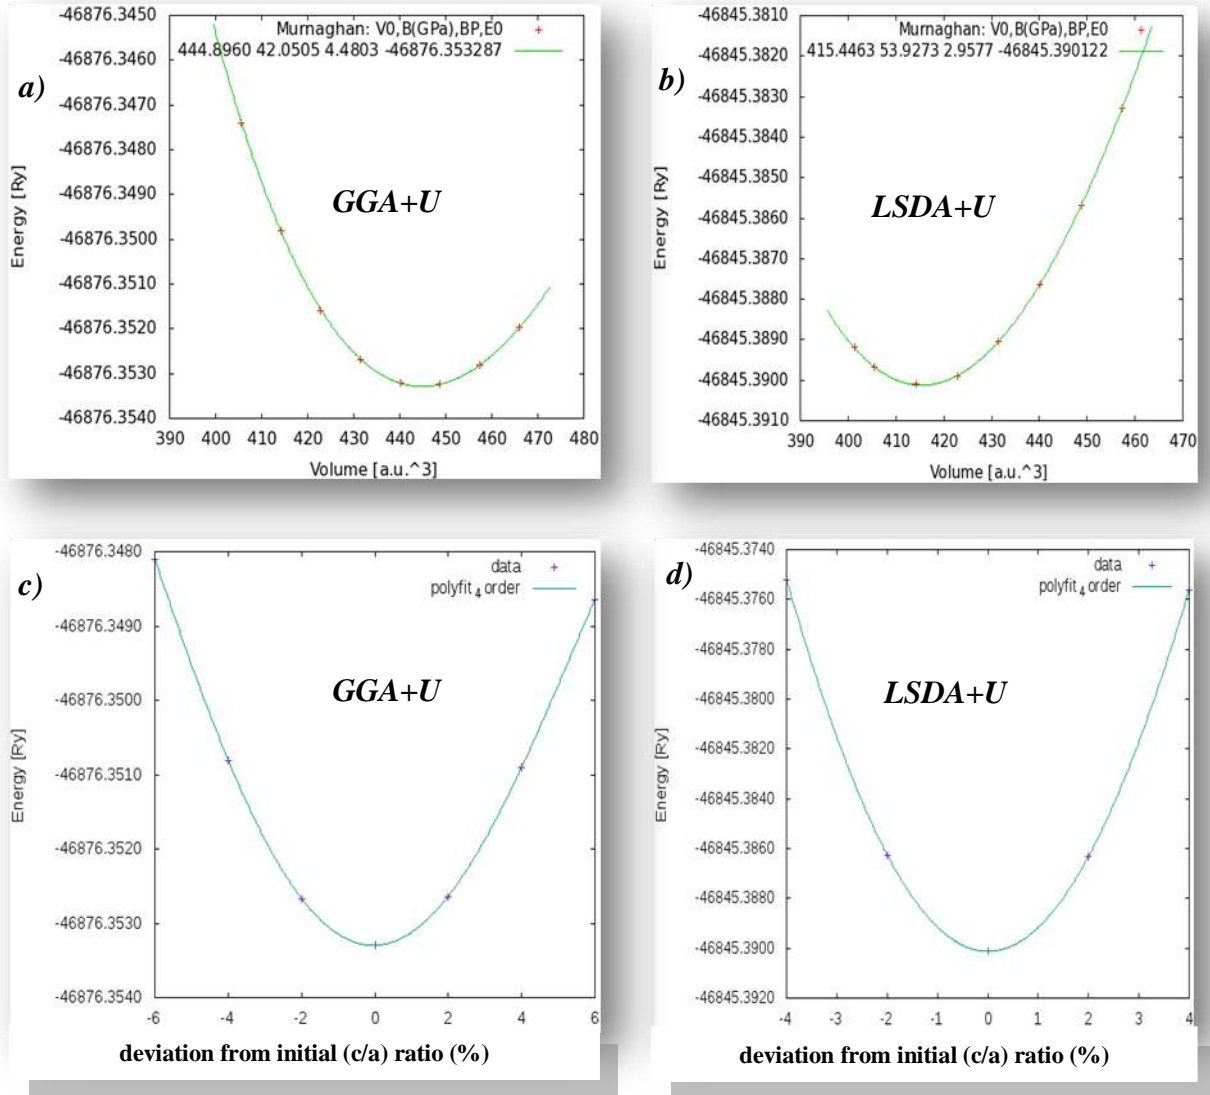 a)
Murnaghan: V0,B(GPa),BP,E0
444.8960 42.0505 4.4803 -46876.353287
GGA+U
Energy [Ry]
-46876.3450
-46876.3460
-46876.3470
-46876.3480
-46876.3490
-46876.3500
-46876.3510
-46876.3520
-46876.3530
-46876.3540
390 400 410 420 430 440 450 460 470 480
Volume [a.u.^3]
b)
Murnaghan: V0,B(GPa),BP,E0
415.4463 53.9273 2.9577 -46845.390122
LSDA+U
Energy [Ry]
-46845.3810
-46845.3820
-46845.3830
-46845.3840
-46845.3850
-46845.3860
-46845.3870
-46845.3880
-46845.3890
-46845.3900
-46845.3910
390 400 410 420 430 440 450 460 470
Volume [a.u.^3]
c)
data
polyfit_4 order
GGA+U
Energy [Ry]
-46876.3480
-46876.3490
-46876.3500
-46876.3510
-46876.3520
-46876.3530
-46876.3540
-6 -4 -2 0 2 4 6
deviation from initial (c/a) ratio (%)
d)
data
polyfit_4 order
LSDA+U
Energy [Ry]
-46845.3740
-46845.3760
-46845.3780
-46845.3800
-46845.3820
-46845.3840
-46845.3860
-46845.3880
-46845.3900
-46845.3920
-4 -3 -2 -1 0 1 2 3 4
deviation from initial (c/a) ratio (%)